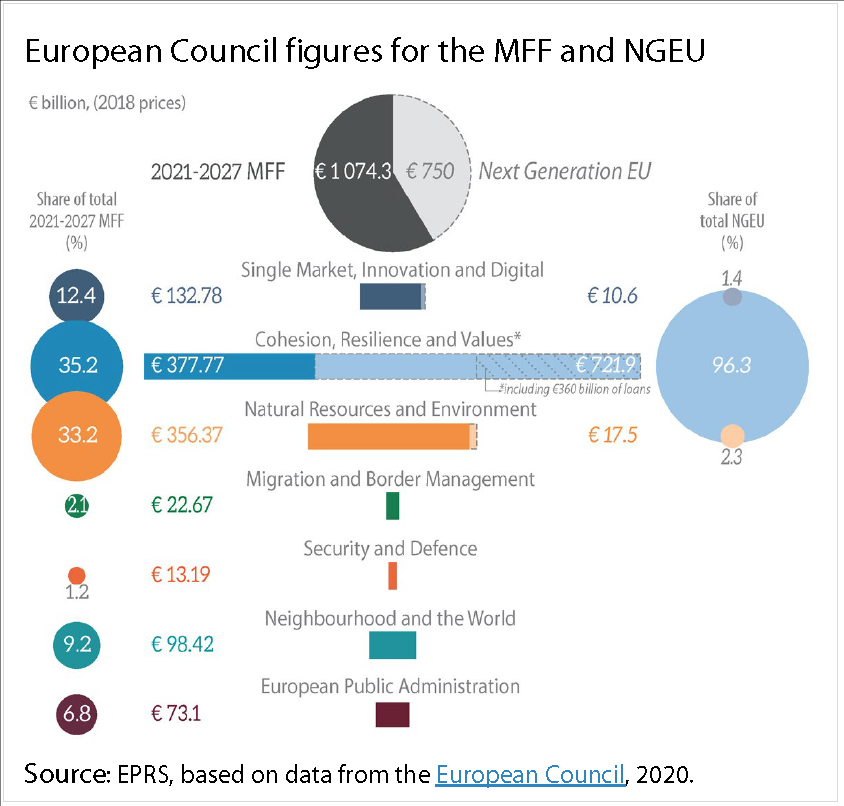 European Council figures for the MFF and NGEU
€ billion, (2018 prices)
2021-2027 MFF
€ 1 074.3
€ 750
Next Generation EU
Share of total
2021-2027 MFF
(%)
Share of
total NGEU
(%)
Single Market, Innovation and Digital
12.4
€ 132.78
€ 10.6
1.4
Cohesion, Resilience and Values*
35.2
€ 377.77
€ 721.9
96.3
*including €360 billion of loans
Natural Resources and Environment
33.2
€ 356.37
€ 17.5
2.3
Migration and Border Management
2.1
€ 22.67
Security and Defence
1.2
€ 13.19
Neighbourhood and the World
9.2
€ 98.42
European Public Administration
6.8
€ 73.1
Source: EPRS, based on data from the European Council, 2020.